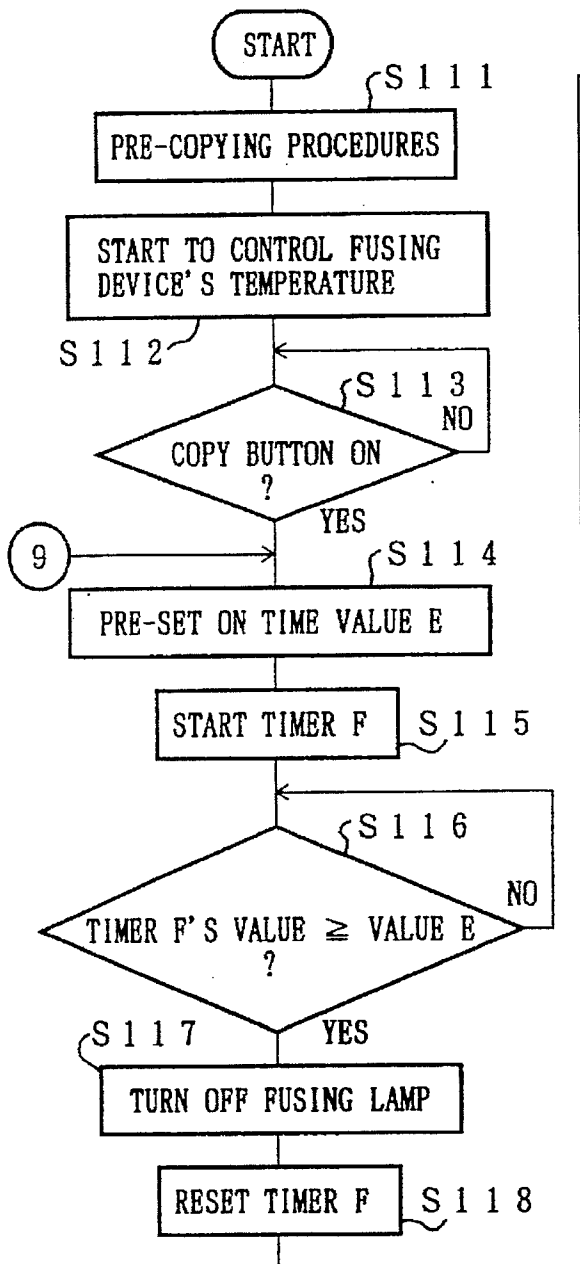 START
S111
PRE-COPYING PROCEDURES
START TO CONTROL FUSING
DEVICE'S TEMPERATURE
S112
S113
NO
COPY BUTTON ON
?
YES
9
S114
PRE-SET ON TIME VALUE E
START TIMER F
S115
S116
NO
TIMER F'S VALUE ≧ VALUE E
?
YES
S117
TURN OFF FUSING LAMP
RESET TIMER F
S118